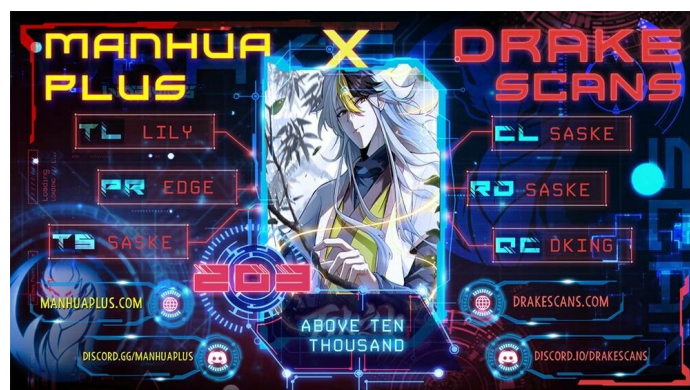 MANHUA X DRAKE
PLUS SCANS
TL LILY
CL SASKE
PR EDGE
RD SASKE
TS SASKE
QC DKING
203
MANHUAPLUS.COM
DRAKESCANS.COM
ABOVE TEN
THOUSAND
DISCORD.GG/MANHUAPLUS
DISCORD.IO/DRAKESCANS